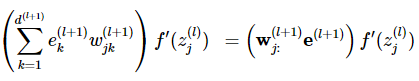 \left( \sum_{k=1}^{d^{(l+1)}} e_k^{(l+1)} w_{jk}^{(l+1)} \right) f'(z_j^{(l)}) = \left( \mathbf{w}_{j:}^{(l+1)} \mathbf{e}^{(l+1)} \right) f'(z_j^{(l)})